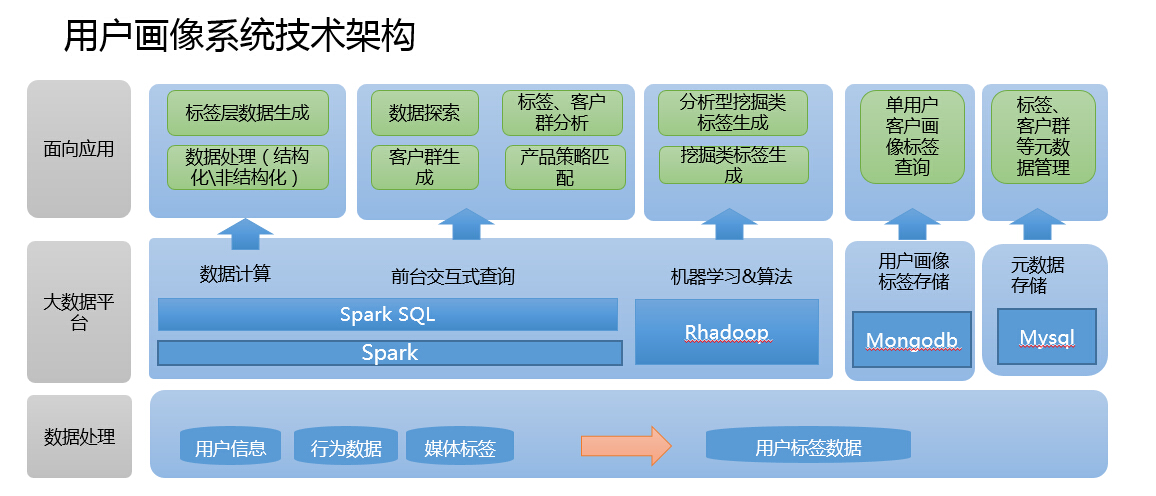 用户画像系统技术架构
面向应用
标签层数据生成
数据处理（结构
化\非结构化）
数据探索
标签、客户
群分析
客户群生
成
产品策略匹
配
分析型挖掘类
标签生成
挖掘类标签生
成
单用户
客户画
像标签
查询
标签、
客户群
等元数
据管理
大数据平
台
数据计算
前台交互式查询
Spark SQL
Spark
机器学习&算法
Rhadoop
用户画像
标签存储
Mongodb
元数据
存储
Mysql
数据处理
用户信息
行为数据
媒体标签
用户标签数据